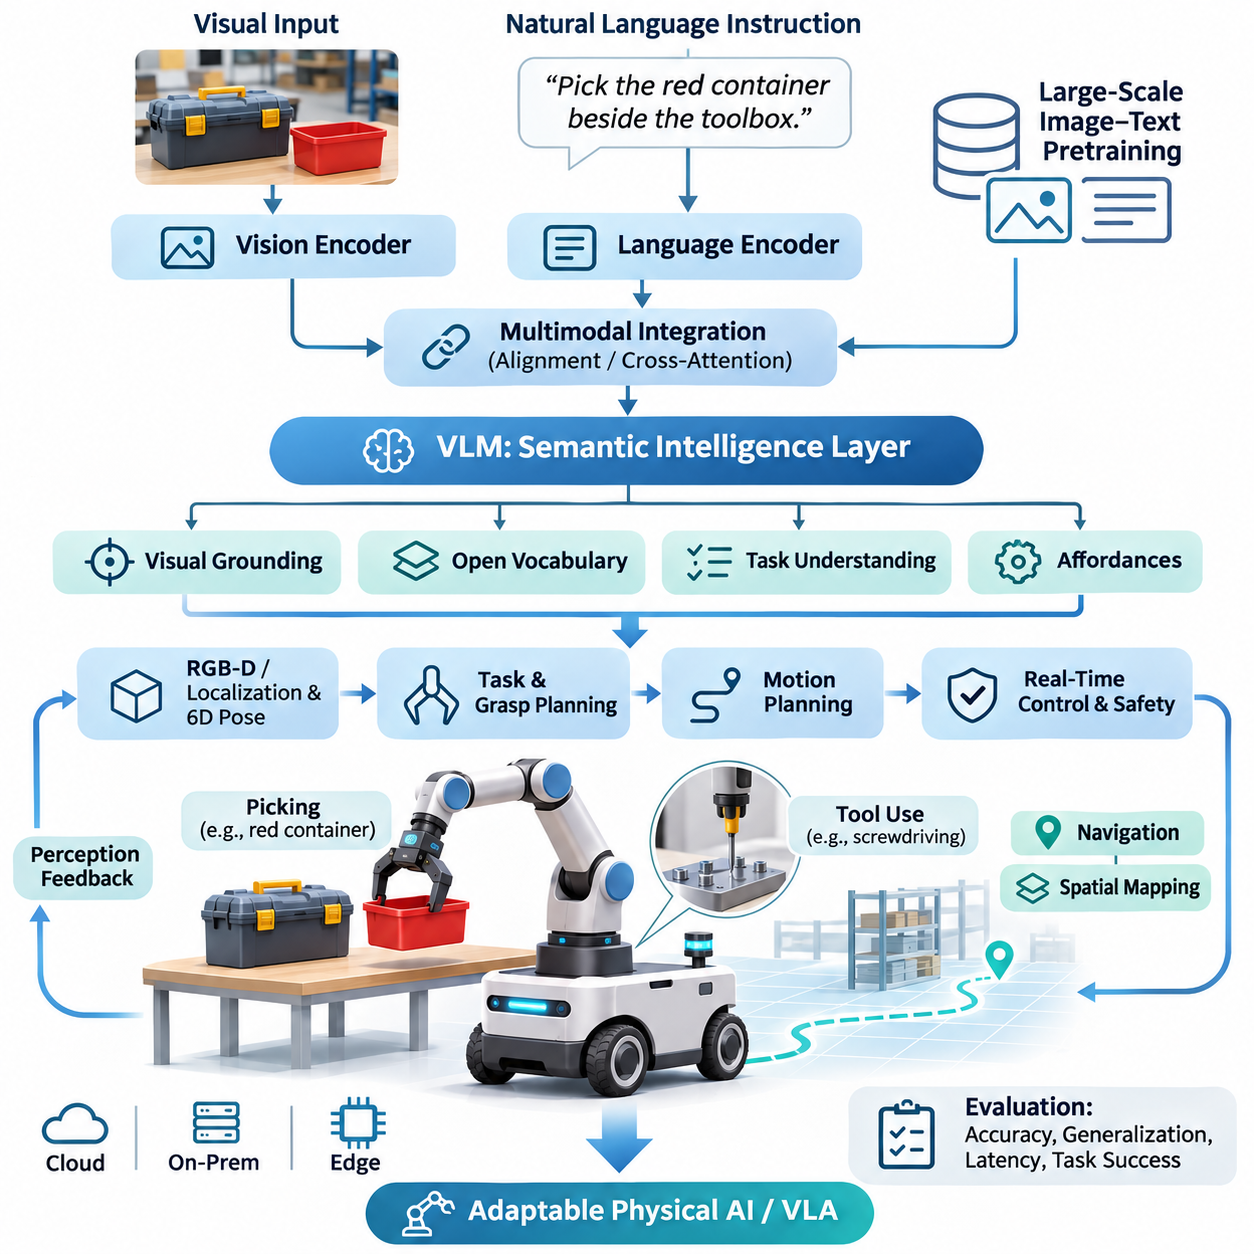 Visual Input
Natural Language Instruction
“Pick the red container
beside the toolbox.”
Large-Scale
Image–Text
Pretraining
Vision Encoder
Language Encoder
Multimodal Integration
(Alignment / Cross-Attention)
VLM: Semantic Intelligence Layer
Visual Grounding
Open Vocabulary
Task Understanding
Affordances
RGB-D /
Localization &
6D Pose
Task &
Grasp Planning
Motion
Planning
Real-Time
Control & Safety
Picking
(e.g., red container)
Tool Use
(e.g., screwdriving)
Navigation
Spatial Mapping
Perception
Feedback
Cloud
On-Prem
Edge
Evaluation:
Accuracy, Generalization,
Latency, Task Success
Adaptable Physical AI / VLA